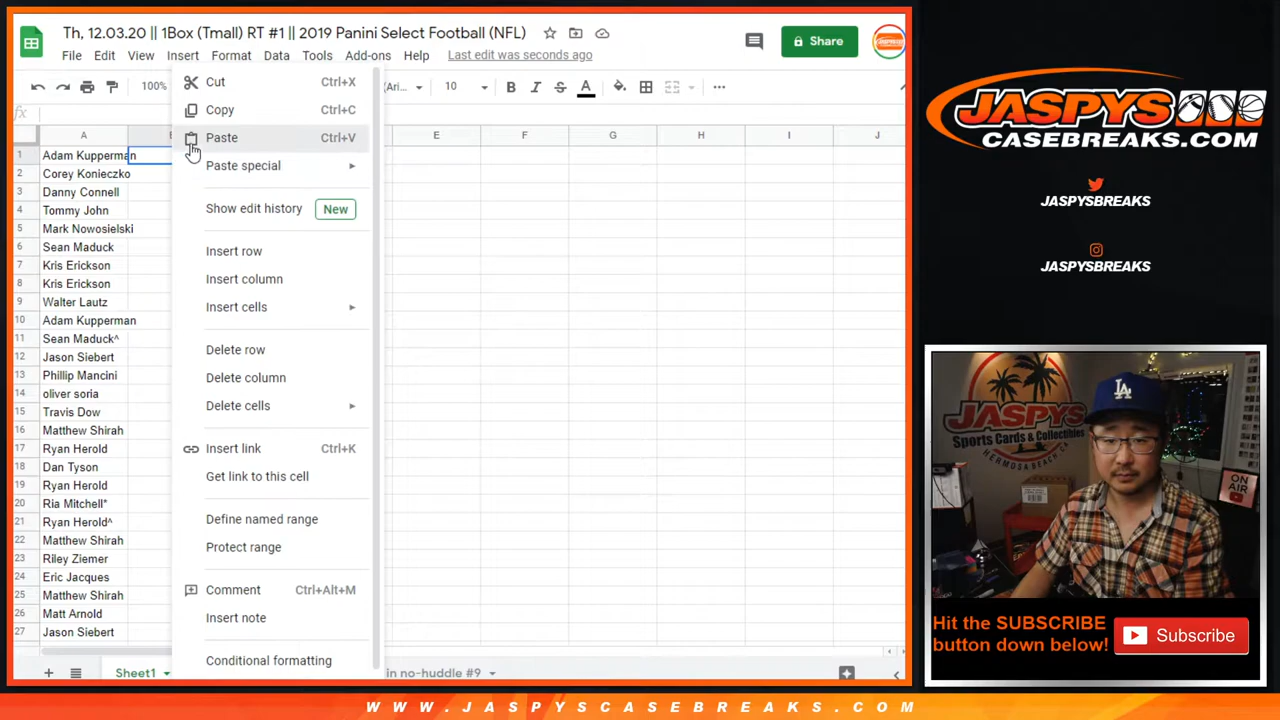 Th, 12.03.20 || 1Box (Tmall) RT #1 || 2019 Panini Select Football (NFL)
File Edit View Insert Format Data Tools Add-ons Help Last edit was seconds ago
Share
100% (Ari... 10 B I S A
fx
A E F G H I J
1 Adam Kupperman
2 Corey Konieczko
3 Danny Connell
4 Tommy John
5 Mark Nowosielski
6 Sean Maduck
7 Kris Erickson
8 Kris Erickson
9 Walter Lautz
10 Adam Kupperman
11 Sean Maduck^
12 Jason Siebert
13 Phillip Mancini
14 oliver soria
15 Travis Dow
16 Matthew Shirah
17 Ryan Herold
18 Dan Tyson
19 Ryan Herold
20 Ria Mitchell*
21 Ryan Herold^
22 Matthew Shirah
23 Riley Ziemer
24 Eric Jacques
25 Matthew Shirah
26 Matt Arnold
27 Jason Siebert
Cut Ctrl+X
Copy Ctrl+C
Paste Ctrl+V
Paste special
Show edit history New
Insert row
Insert column
Insert cells
Delete row
Delete column
Delete cells
Insert link Ctrl+K
Get link to this cell
Define named range
Protect range
Comment Ctrl+Alt+M
Insert note
Conditional formatting
Sheet1 in no-huddle #9
JASPYS
CASEBREAKS.COM
JASPYSBREAKS
JASPYSBREAKS
JASPYS
Sports Cards & Collectibles
HERMOSA BEACH, CA
LA
ON
AIR
Hit the SUBSCRIBE
button down below!
Subscribe
WWW.JASPYSCASEBREAKS.COM